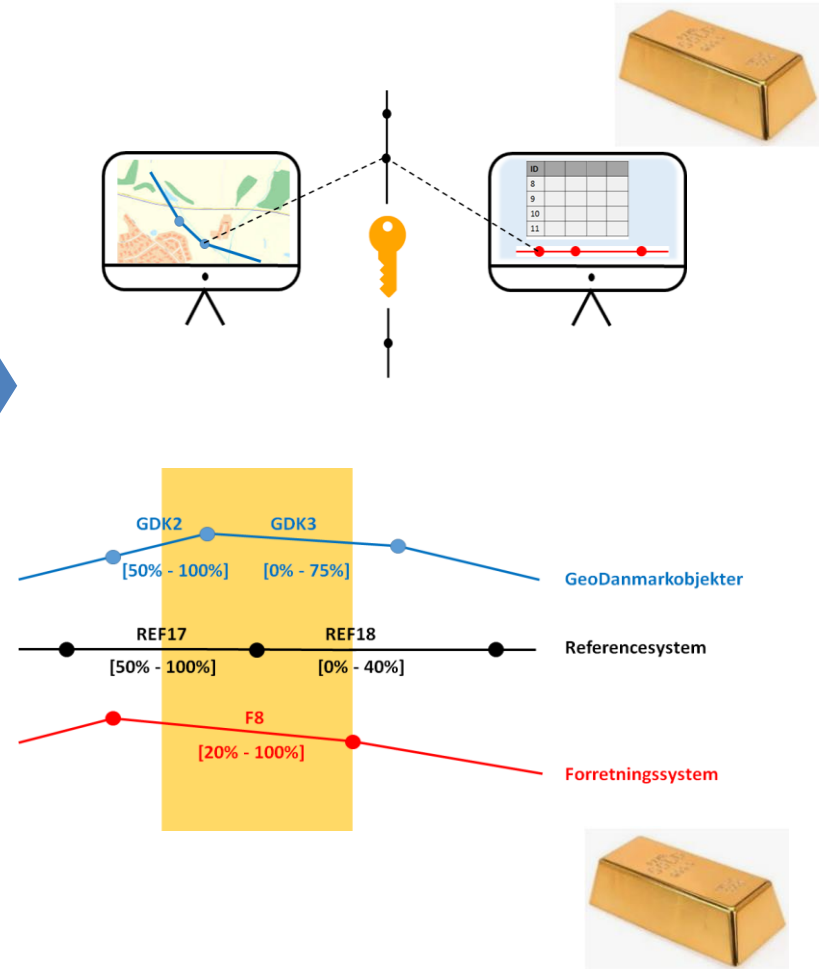 ID
8
9
10
11
GDK2 GDK3
[50% - 100%] [0% - 75%]
GeoDanmarkobjekter
REF17 REF18
Referencesystem
[50% - 100%] [0% - 40%]
F8
[20% - 100%]
Forretningssystem